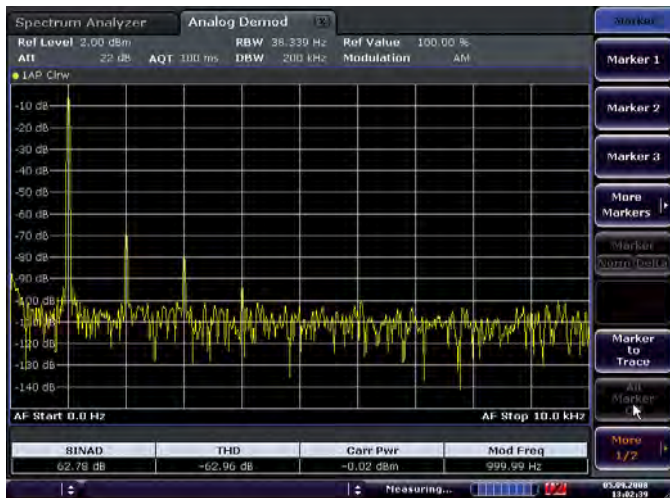 Spectrum Analyzer
Analog Demod
Ref Level 2.00 dBm
RBW 38.339 Hz
Ref Value 100.00 %
Att 22 dB
AQT 100 ms
DBW 200 kHz
Modulation AM
1AP Clrw
-10 dB
-20 dB
-30 dB
-40 dB
-50 dB
-60 dB
-70 dB
-80 dB
-90 dB
-120 dB
-130 dB
-140 dB
AF Start 0.0 Hz
AF Stop 10.0 kHz
SINAD
THD
Carr Pwr
Mod Freq
62.78 dB
-62.96 dB
-0.02 dBm
999.99 Hz
Measuring...
05.09.2008
13:02:39
Marker
Marker 1
Marker 2
Marker 3
More
Markers
Marker
Norm Delta
Marker
to
Trace
All
Marker
More
1/2